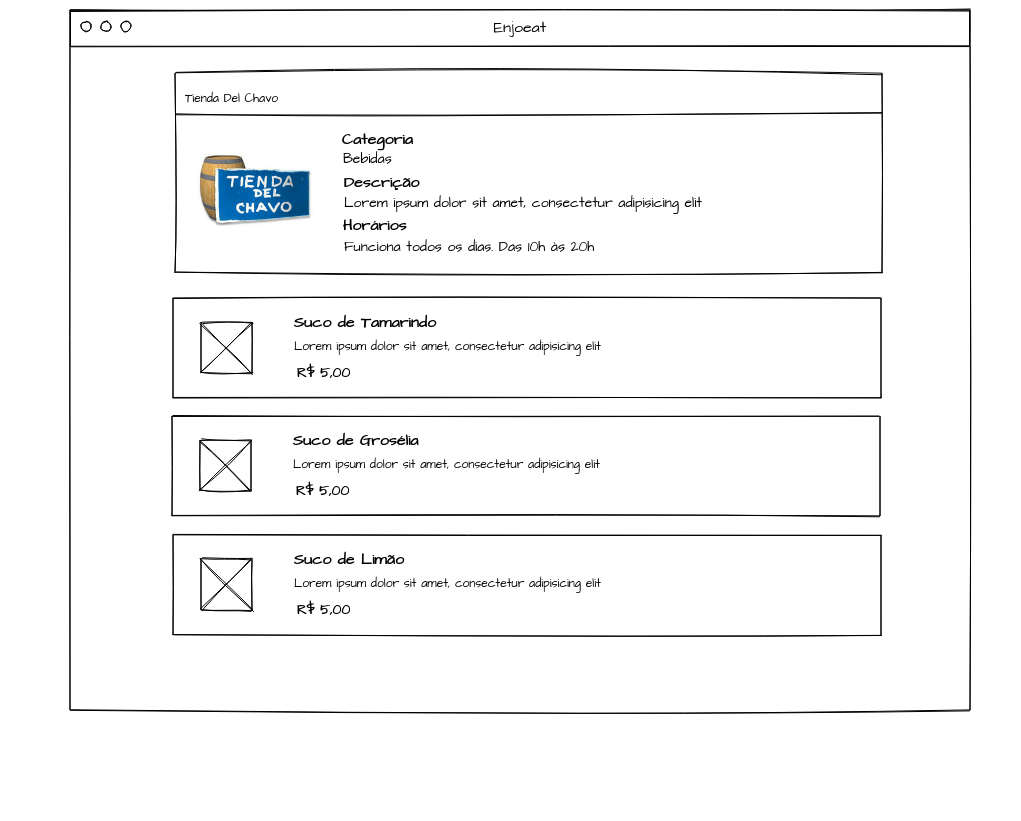 Enjoeat
Tienda Del Chavo
TIENDA
DEL
CHAVO
Categoria
Bebidas
Descrição
Lorem ipsum dolor sit amet, consectetur adipisicing elit
Horários
Funciona todos os dias. Das 10h às 20h
Suco de Tamarindo
Lorem ipsum dolor sit amet, consectetur adipisicing elit
R$ 5,00
Suco de Grosélia
Lorem ipsum dolor sit amet, consectetur adipisicing elit
R$ 5,00
Suco de Limão
Lorem ipsum dolor sit amet, consectetur adipisicing elit
R$ 5,00